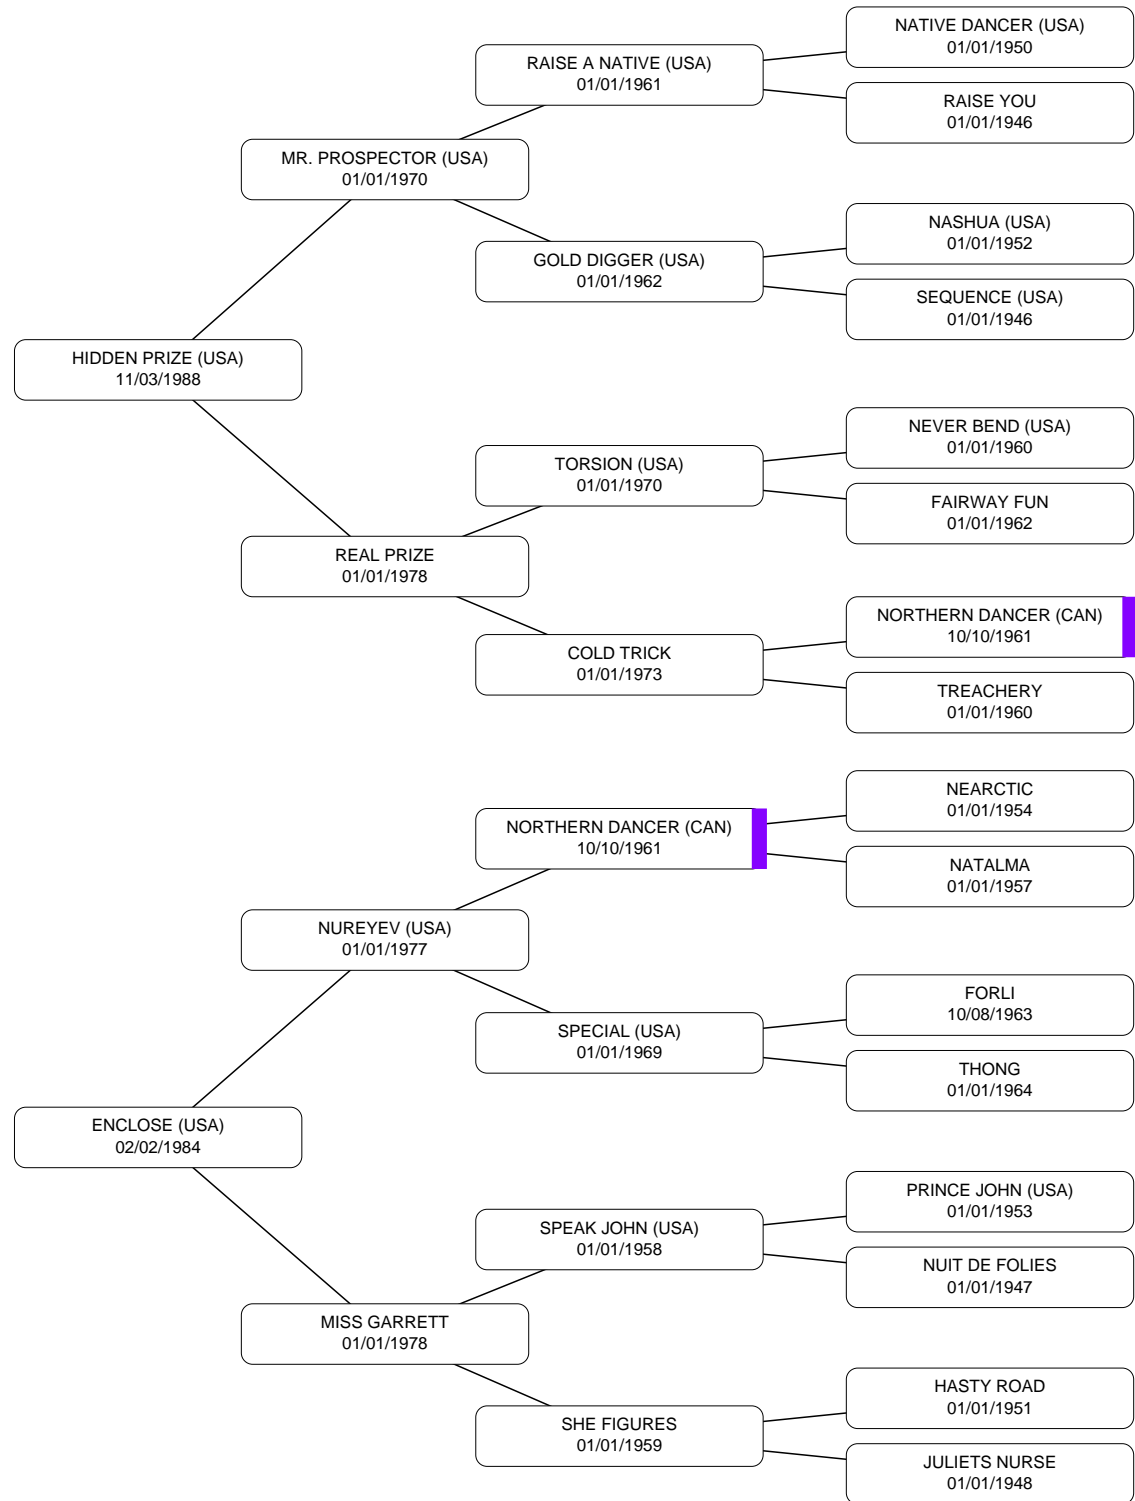 NATIVE DANCER (USA)
01/01/1950
RAISE A NATIVE (USA)
01/01/1961
RAISE YOU
01/01/1946
MR. PROSPECTOR (USA)
01/01/1970
NASHUA (USA)
01/01/1952
GOLD DIGGER (USA)
01/01/1962
SEQUENCE (USA)
01/01/1946
HIDDEN PRIZE (USA)
11/03/1988
NEVER BEND (USA)
01/01/1960
TORSION (USA)
01/01/1970
FAIRWAY FUN
01/01/1962
REAL PRIZE
01/01/1978
NORTHERN DANCER (CAN)
10/10/1961
COLD TRICK
01/01/1973
TREACHERY
01/01/1960
NEARCTIC
01/01/1954
NORTHERN DANCER (CAN)
10/10/1961
NATALMA
01/01/1957
NUREYEV (USA)
01/01/1977
FORLI
10/08/1963
SPECIAL (USA)
01/01/1969
THONG
01/01/1964
ENCLOSE (USA)
02/02/1984
PRINCE JOHN (USA)
01/01/1953
SPEAK JOHN (USA)
01/01/1958
NUIT DE FOLIES
01/01/1947
MISS GARRETT
01/01/1978
HASTY ROAD
01/01/1951
SHE FIGURES
01/01/1959
JULIETS NURSE
01/01/1948